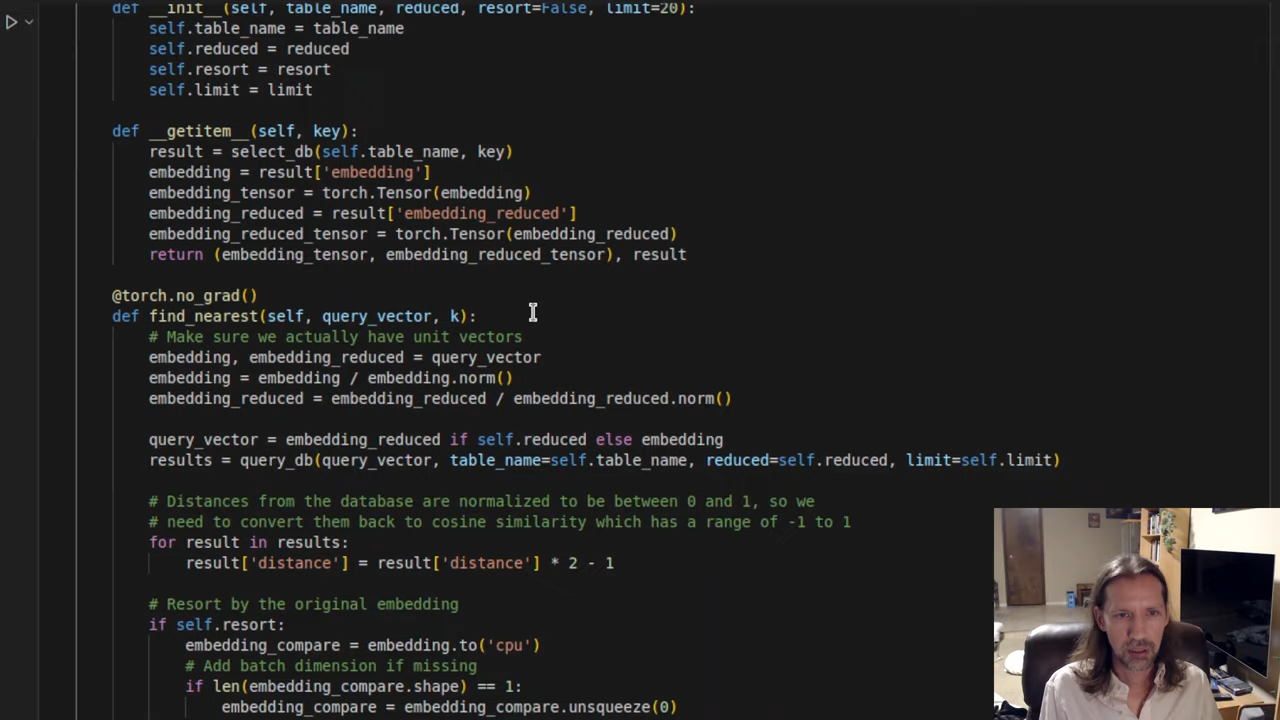 def __init__(self, table_name, reduced, resort=False, limit=20):
self.table_name = table_name
self.reduced = reduced
self.resort = resort
self.limit = limit
def __getitem__(self, key):
result = select_db(self.table_name, key)
embedding = result['embedding']
embedding_tensor = torch.Tensor(embedding)
embedding_reduced = result['embedding_reduced']
embedding_reduced_tensor = torch.Tensor(embedding_reduced)
return (embedding_tensor, embedding_reduced_tensor), result
@torch.no_grad()
def find_nearest(self, query_vector, k):
# Make sure we actually have unit vectors
embedding, embedding_reduced = query_vector
embedding = embedding / embedding.norm()
embedding_reduced = embedding_reduced / embedding_reduced.norm()
query_vector = embedding_reduced if self.reduced else embedding
results = query_db(query_vector, table_name=self.table_name, reduced=self.reduced, limit=self.limit)
# Distances from the database are normalized to be between 0 and 1, so we
# need to convert them back to cosine similarity which has a range of -1 to 1
for result in results:
result['distance'] = result['distance'] * 2 - 1
# Resort by the original embedding
if self.resort:
embedding_compare = embedding.to('cpu')
# Add batch dimension if missing
if len(embedding_compare.shape) == 1:
embedding_compare = embedding_compare.unsqueeze(0)